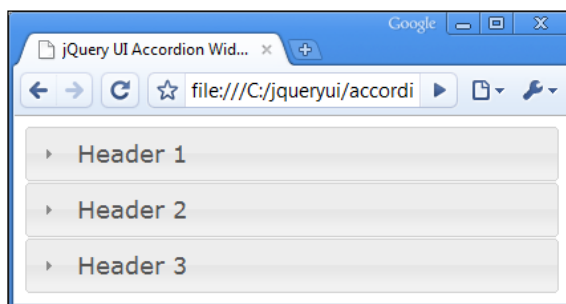 Google
jQuery UI Accordion Wid...
file:///C:/jqueryui/accordi
Header 1
Header 2
Header 3